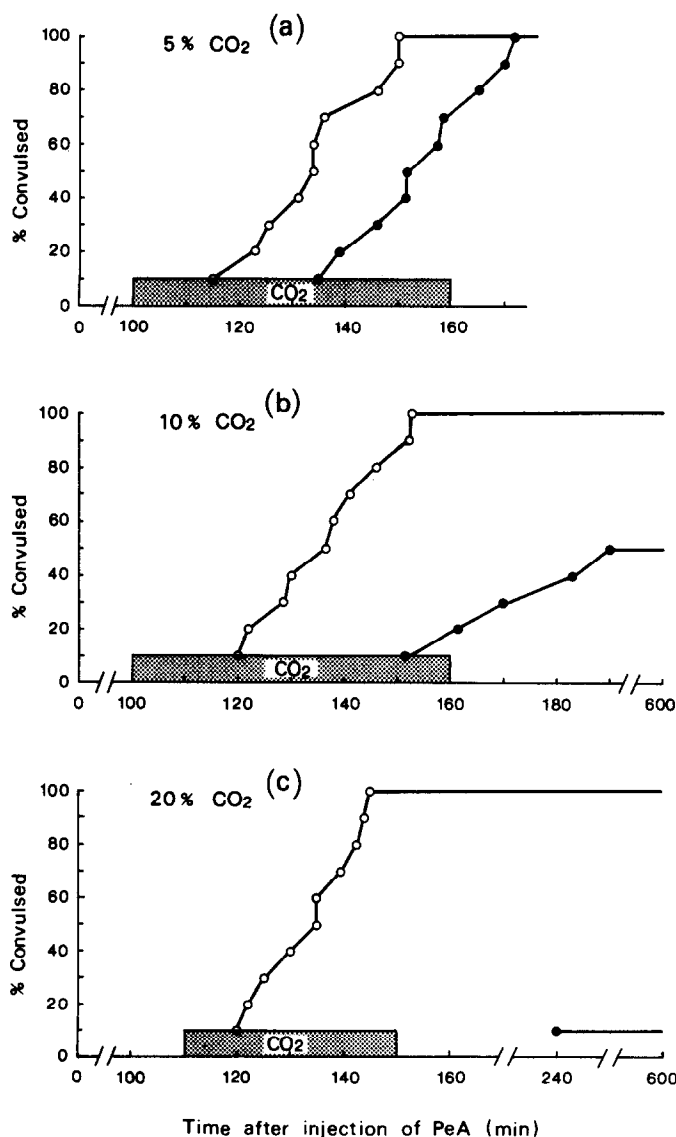 (a)
5 % CO2
% Convulsed
100
80
60
40
20
0
CO2
0 100 120 140 160
(b)
10 % CO2
% Convulsed
100
80
60
40
20
0
CO2
0 100 120 140 160 180 600
(c)
20 % CO2
% Convulsed
100
80
60
40
20
0
CO2
0 100 120 140 160 240 600
Time after injection of PeA (min)